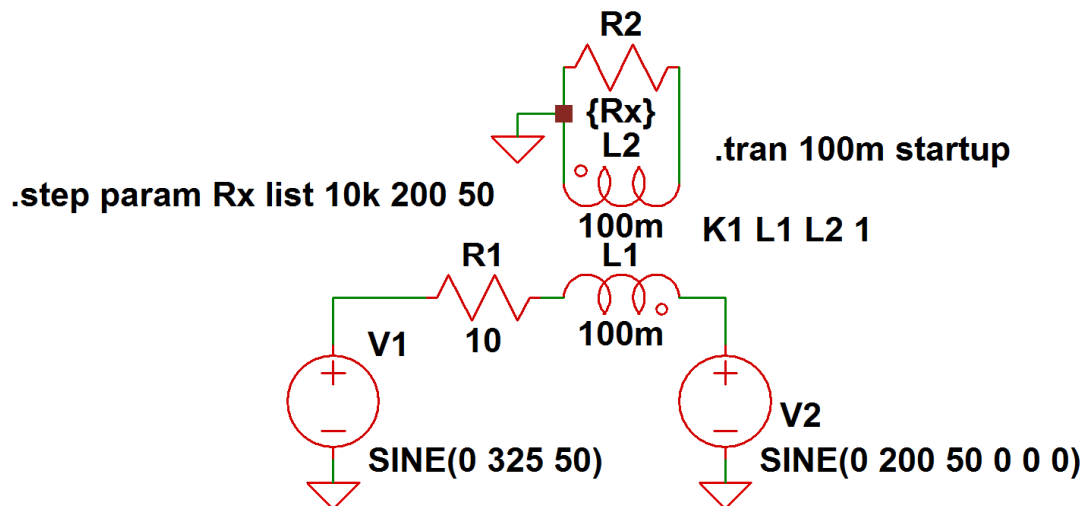 R2
{Rx}
L2
.tran 100m startup
.step param Rx list 10k 200 50
100m
K1 L1 L2 1
R1
L1
10
100m
V1
V2
SINE(0 325 50)
SINE(0 200 50 0 0 0)